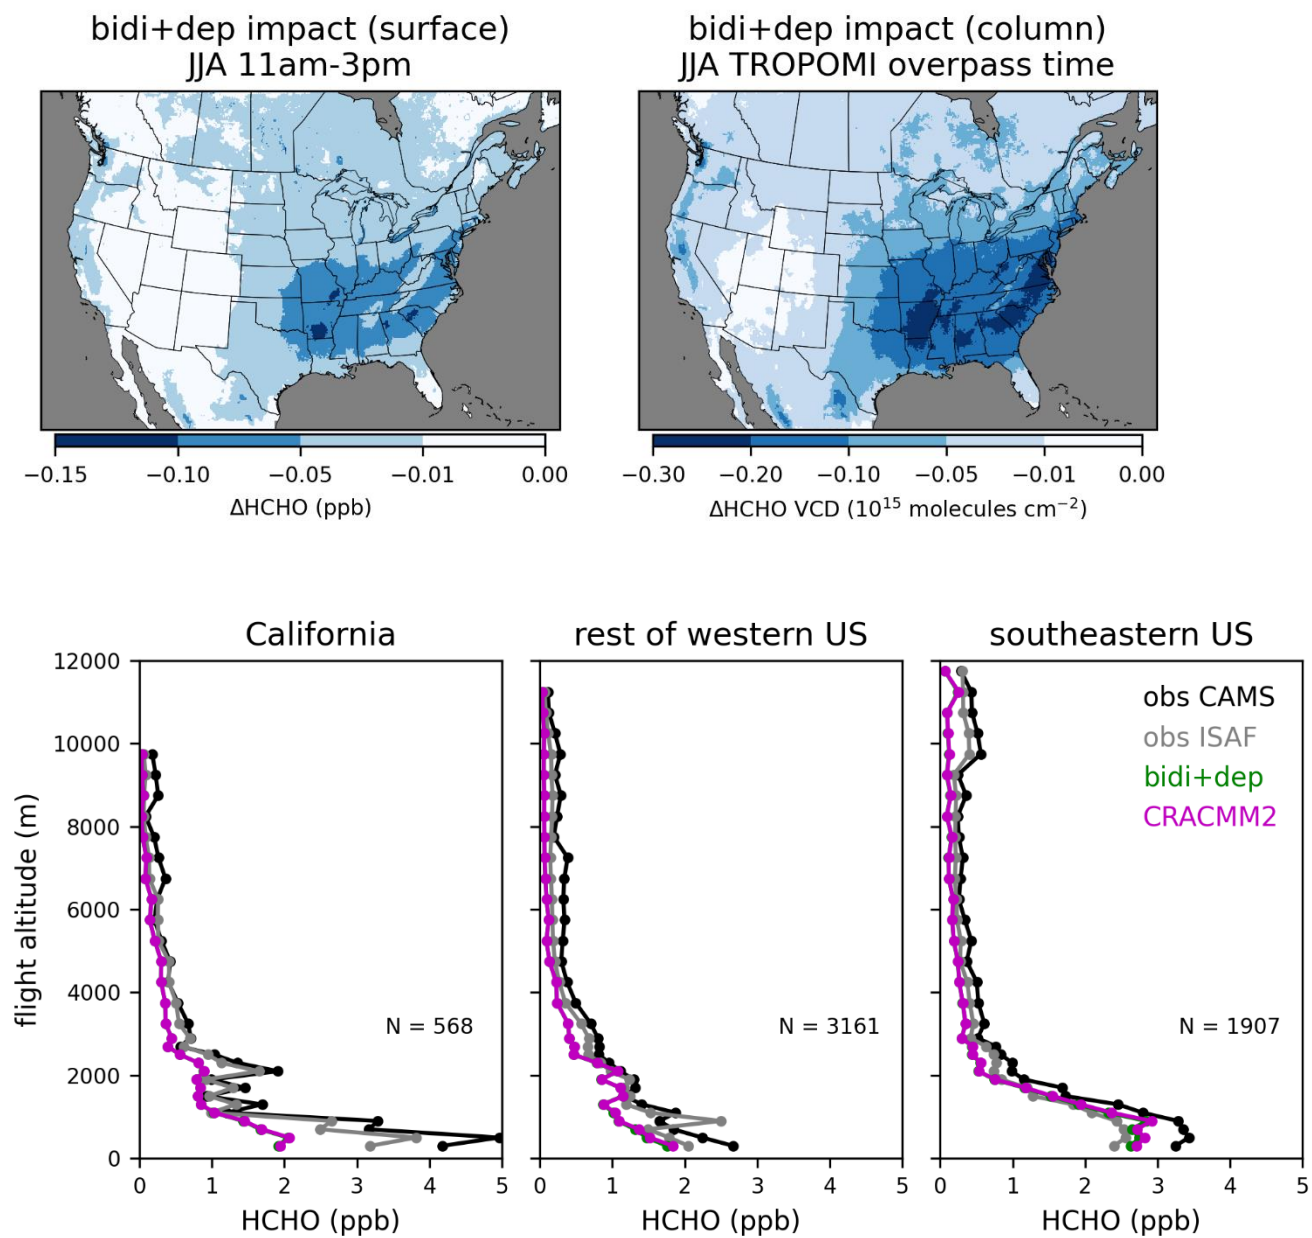 bidi+dep impact (surface)
JJA 11am-3pm
bidi+dep impact (column)
JJA TROPOMI overpass time
−0.15 −0.10 −0.05 −0.01 0.00
ΔHCHO (ppb)
−0.30 −0.20 −0.10 −0.05 −0.01 0.00
ΔHCHO VCD (10¹⁵ molecules cm⁻²)
California
rest of western US
southeastern US
12000
10000
8000
6000
4000
2000
0
flight altitude (m)
N = 568
N = 3161
obs CAMS
obs ISAF
bidi+dep
CRACMM2
N = 1907
0 1 2 3 4 5
HCHO (ppb)
0 1 2 3 4 5
HCHO (ppb)
0 1 2 3 4 5
HCHO (ppb)